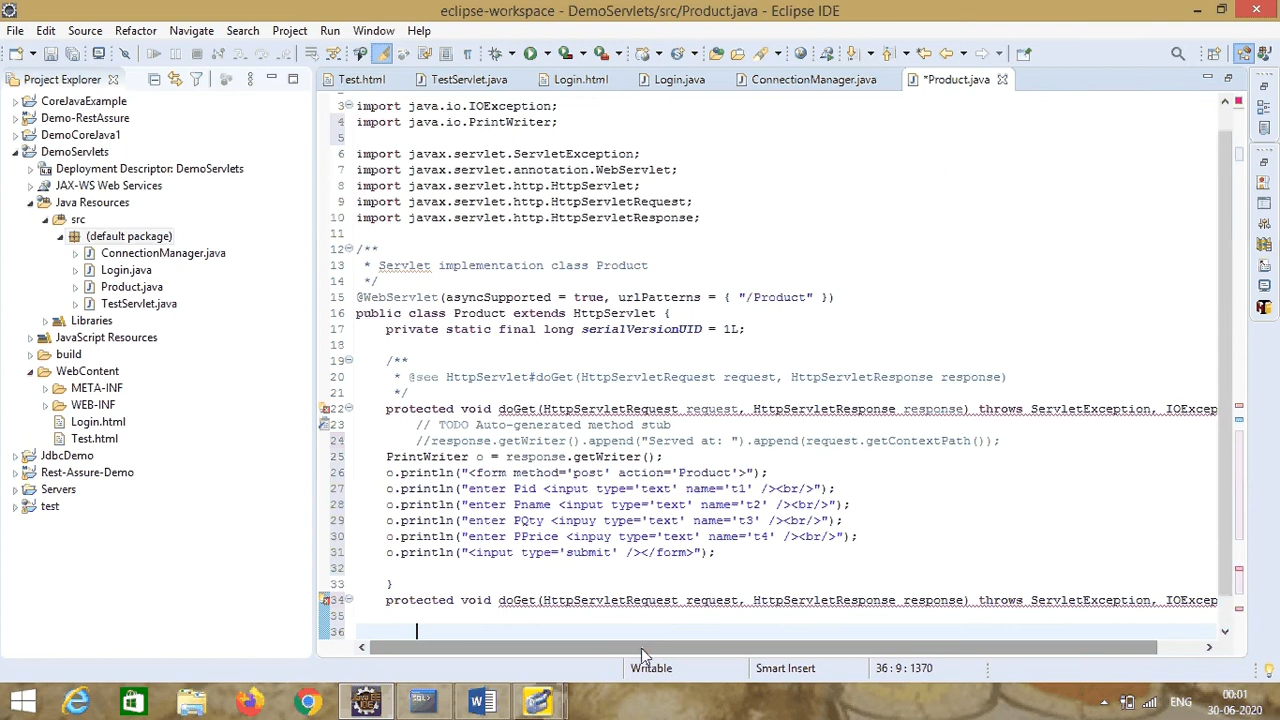 eclipse-workspace - DemoServlets/src/Product.java - Eclipse IDE
File Edit Source Refactor Navigate Search Project Run Window Help
Project Explorer
Test.html TestServlet.java Login.html Login.java ConnectionManager.java *Product.java
CoreJavaExample
Demo-RestAssure
DemoCoreJava1
DemoServlets
Deployment Descriptor: DemoServlets
JAX-WS Web Services
Java Resources
src
(default package)
ConnectionManager.java
Login.java
Product.java
TestServlet.java
Libraries
JavaScript Resources
build
WebContent
META-INF
WEB-INF
Login.html
Test.html
JdbcDemo
Rest-Assure-Demo
Servers
test
3 import java.io.IOException;
4 import java.io.PrintWriter;
5
6 import javax.servlet.ServletException;
7 import javax.servlet.annotation.WebServlet;
8 import javax.servlet.http.HttpServlet;
9 import javax.servlet.http.HttpServletRequest;
10 import javax.servlet.http.HttpServletResponse;
11
12 /**
13 * Servlet implementation class Product
14 */
15 @WebServlet(asyncSupported = true, urlPatterns = { "/Product" })
16 public class Product extends HttpServlet {
17 private static final long serialVersionUID = 1L;
18
19 /**
20 * @see HttpServlet#doGet(HttpServletRequest request, HttpServletResponse response)
21 */
22 protected void doGet(HttpServletRequest request, HttpServletResponse response) throws ServletException, IOExcep
23 // TODO Auto-generated method stub
24 //response.getWriter().append("Served at: ").append(request.getContextPath());
25 PrintWriter o = response.getWriter();
26 o.println("<form method='post' action='Product'>");
27 o.println("enter Pid <input type='text' name='t1' /><br/>");
28 o.println("enter Pname <input type='text' name='t2' /><br/>");
29 o.println("enter PQty <inpuy type='text' name='t3' /><br/>");
30 o.println("enter PPrice <inpuy type='text' name='t4' /><br/>");
31 o.println("<input type='submit' /></form>");
32
33 }
34 protected void doGet(HttpServletRequest request, HttpServletResponse response) throws ServletException, IOExcep
35
36
Writable Smart Insert 36 : 9 : 1370
ENG
00:01
30-06-2020